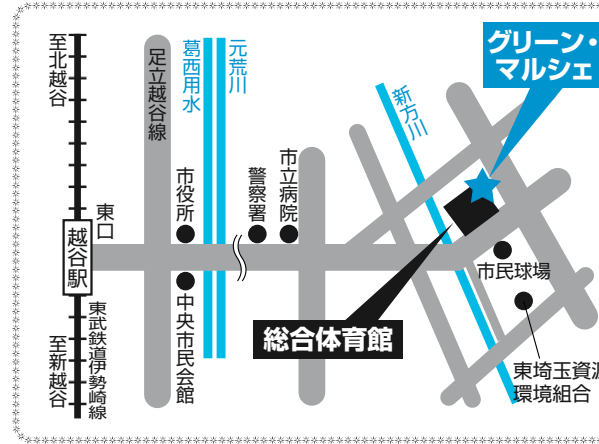 グリーン・
マルシェ
至北越谷
足立越谷線
葛西用水
元荒川
新方川
東口
市役所
警察署
市立病院
越谷駅
市民球場
中央市民会館
総合体育館
東武鉄道伊勢崎線
至新越谷
東埼玉資源
環境組合